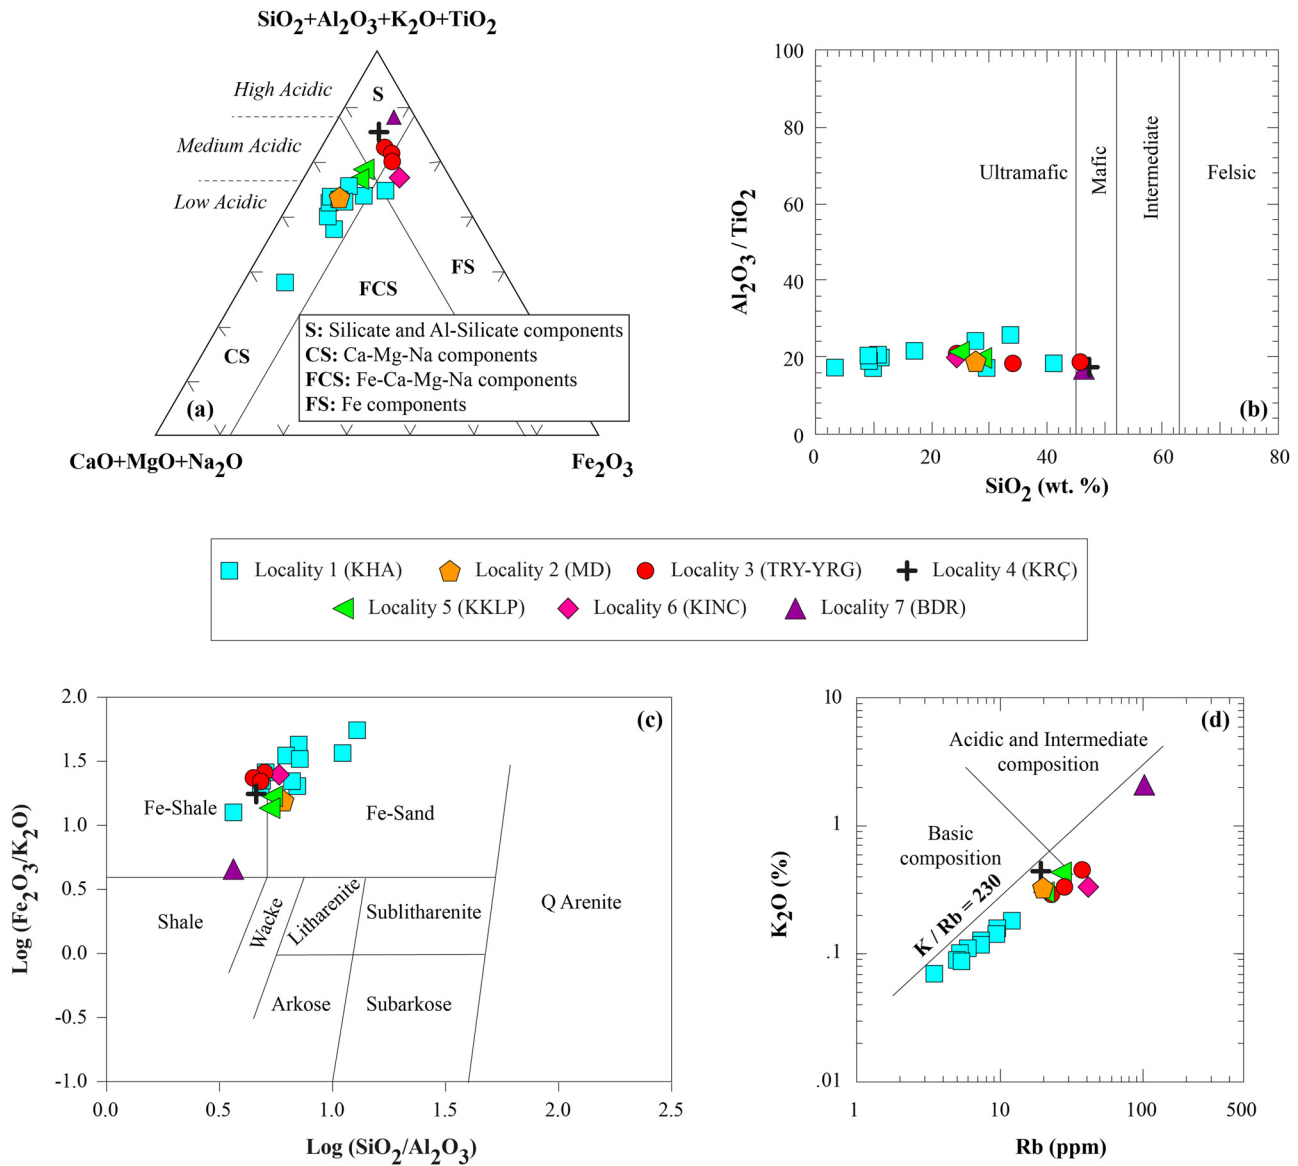 SiO2+Al2O3+K2O+TiO2
High Acidic
Medium Acidic
Low Acidic
S
FS
FCS
CS
S: Silicate and Al-Silicate components
CS: Ca-Mg-Na components
FCS: Fe-Ca-Mg-Na components
FS: Fe components
(a)
CaO+MgO+Na2O
Fe2O3
100
80
60
40
20
0
Al2O3 / TiO2
Ultramafic
Mafic
Intermediate
Felsic
(b)
0
20
40
60
80
SiO2 (wt. %)
Locality 1 (KHA)
Locality 2 (MD)
Locality 3 (TRY-YRG)
Locality 4 (KRÇ)
Locality 5 (KKLP)
Locality 6 (KINC)
Locality 7 (BDR)
2.0
1.5
1.0
0.5
0.0
-0.5
-1.0
Log (Fe2O3/K2O)
(c)
Fe-Shale
Fe-Sand
Shale
Wacke
Litharenite
Sublitharenite
Q Arenite
Arkose
Subarkose
0.0
0.5
1.0
1.5
2.0
2.5
Log (SiO2/Al2O3)
10
1
.1
.01
K2O (%)
(d)
Acidic and Intermediate
composition
Basic
composition
K / Rb = 230
1
10
100
500
Rb (ppm)